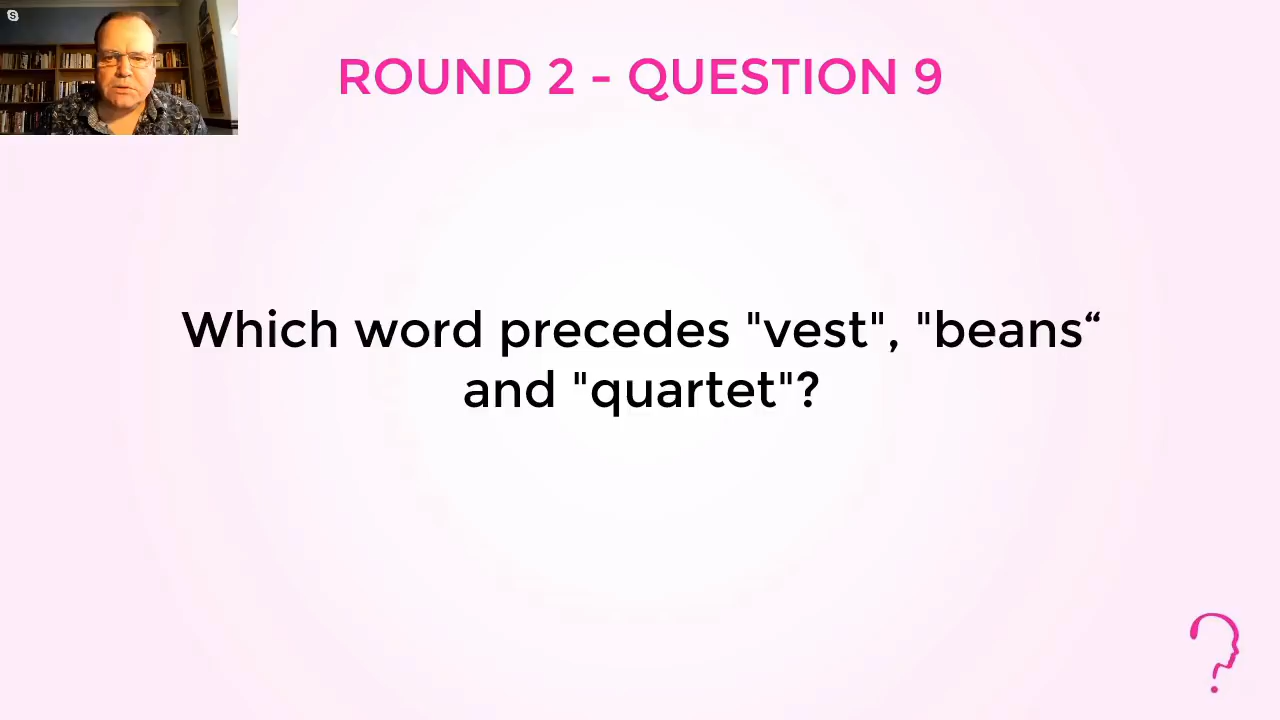 ROUND 2 - QUESTION 9
Which word precedes "vest", "beans“
and "quartet"?